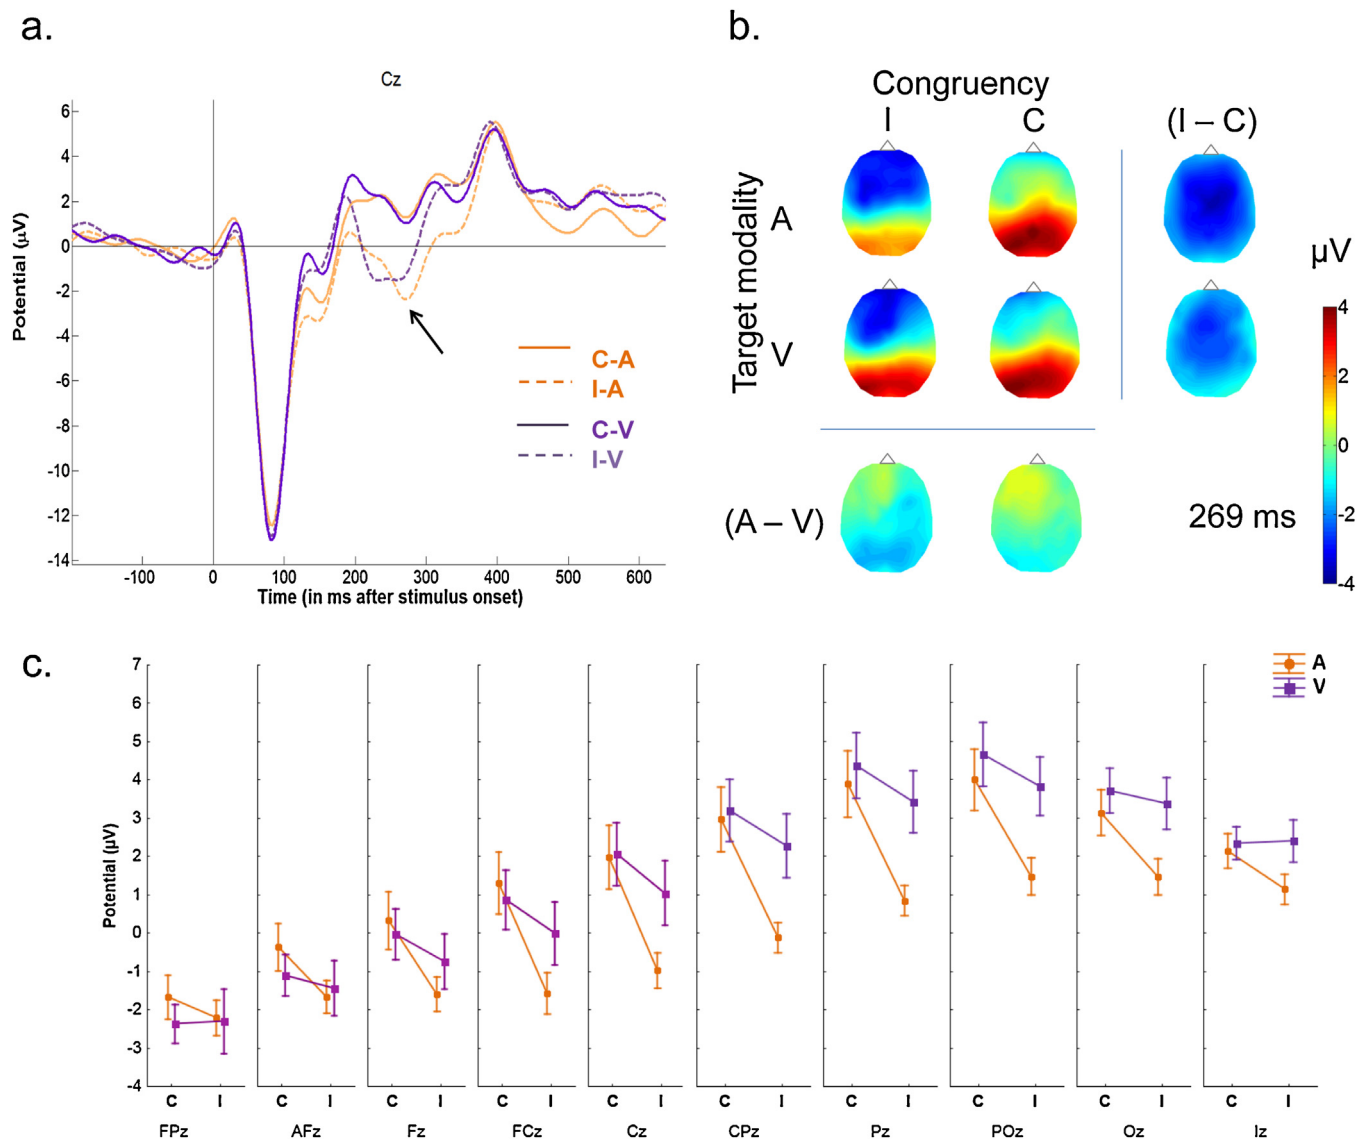 a.
Cz
Potential (µV)
6
4
2
0
-2
-4
-6
-8
-10
-12
-14
-100 0 100 200 300 400 500 600
Time (in ms after stimulus onset)
C-A
I-A
C-V
I-V
b.
Congruency
I C (I – C)
Target modality
A
V
(A – V)
269 ms
µV
4
2
0
-2
-4
c.
Potential (µV)
7
6
5
4
3
2
1
0
-1
-2
-3
-4
A
V
C I C I C I C I C I C I C I C I C I C I
FPz AFz Fz FCz Cz CPz Pz POz Oz Iz